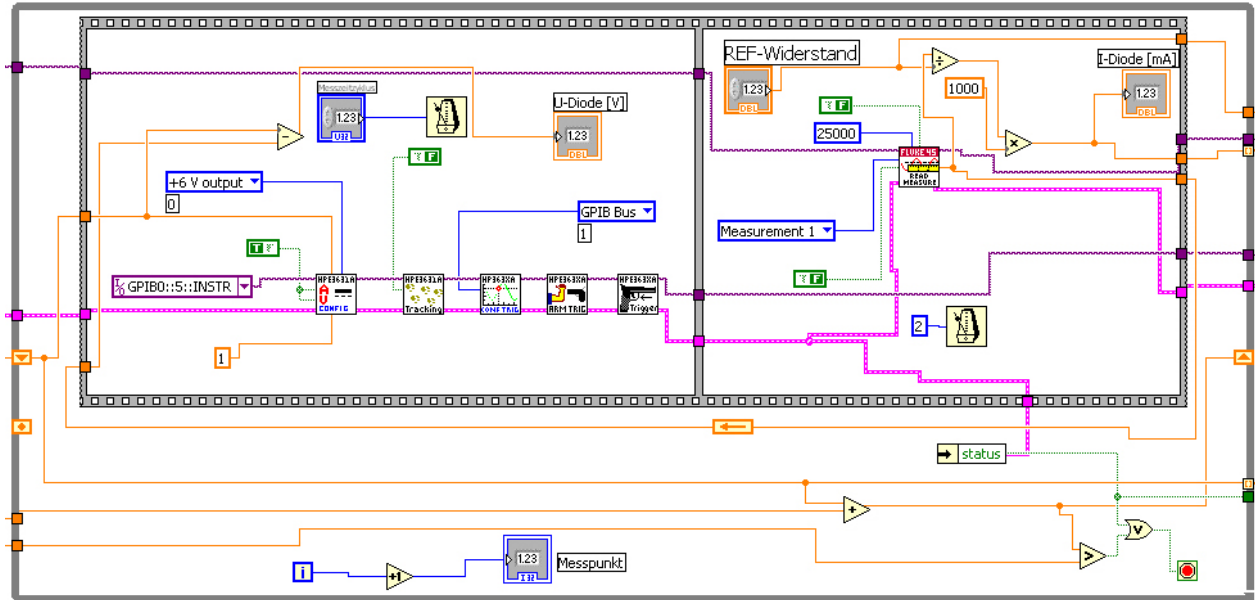 REF-Widerstand
I-Diode [mA]
1.23
DBL
1000
1.23
DBL
Messzeitzyklus
1.23
U32
U-Diode [V]
1.23
DBL
F
F
25000
FLUKE 45
READ
MEASURE
+6 V output
0
T
GPIB Bus
1
Measurement 1
F
I/O GPIB0::5::INSTR
HPE3631A
A
V
CONFIG
HPE3631A
Tracking
HPE363XA
CONF TRIG
HPE363XA
ARM TRIG
HPE363XA
Trigger
2
1
status
+
>
V
i
+1
1.23
I32
Messpunkt